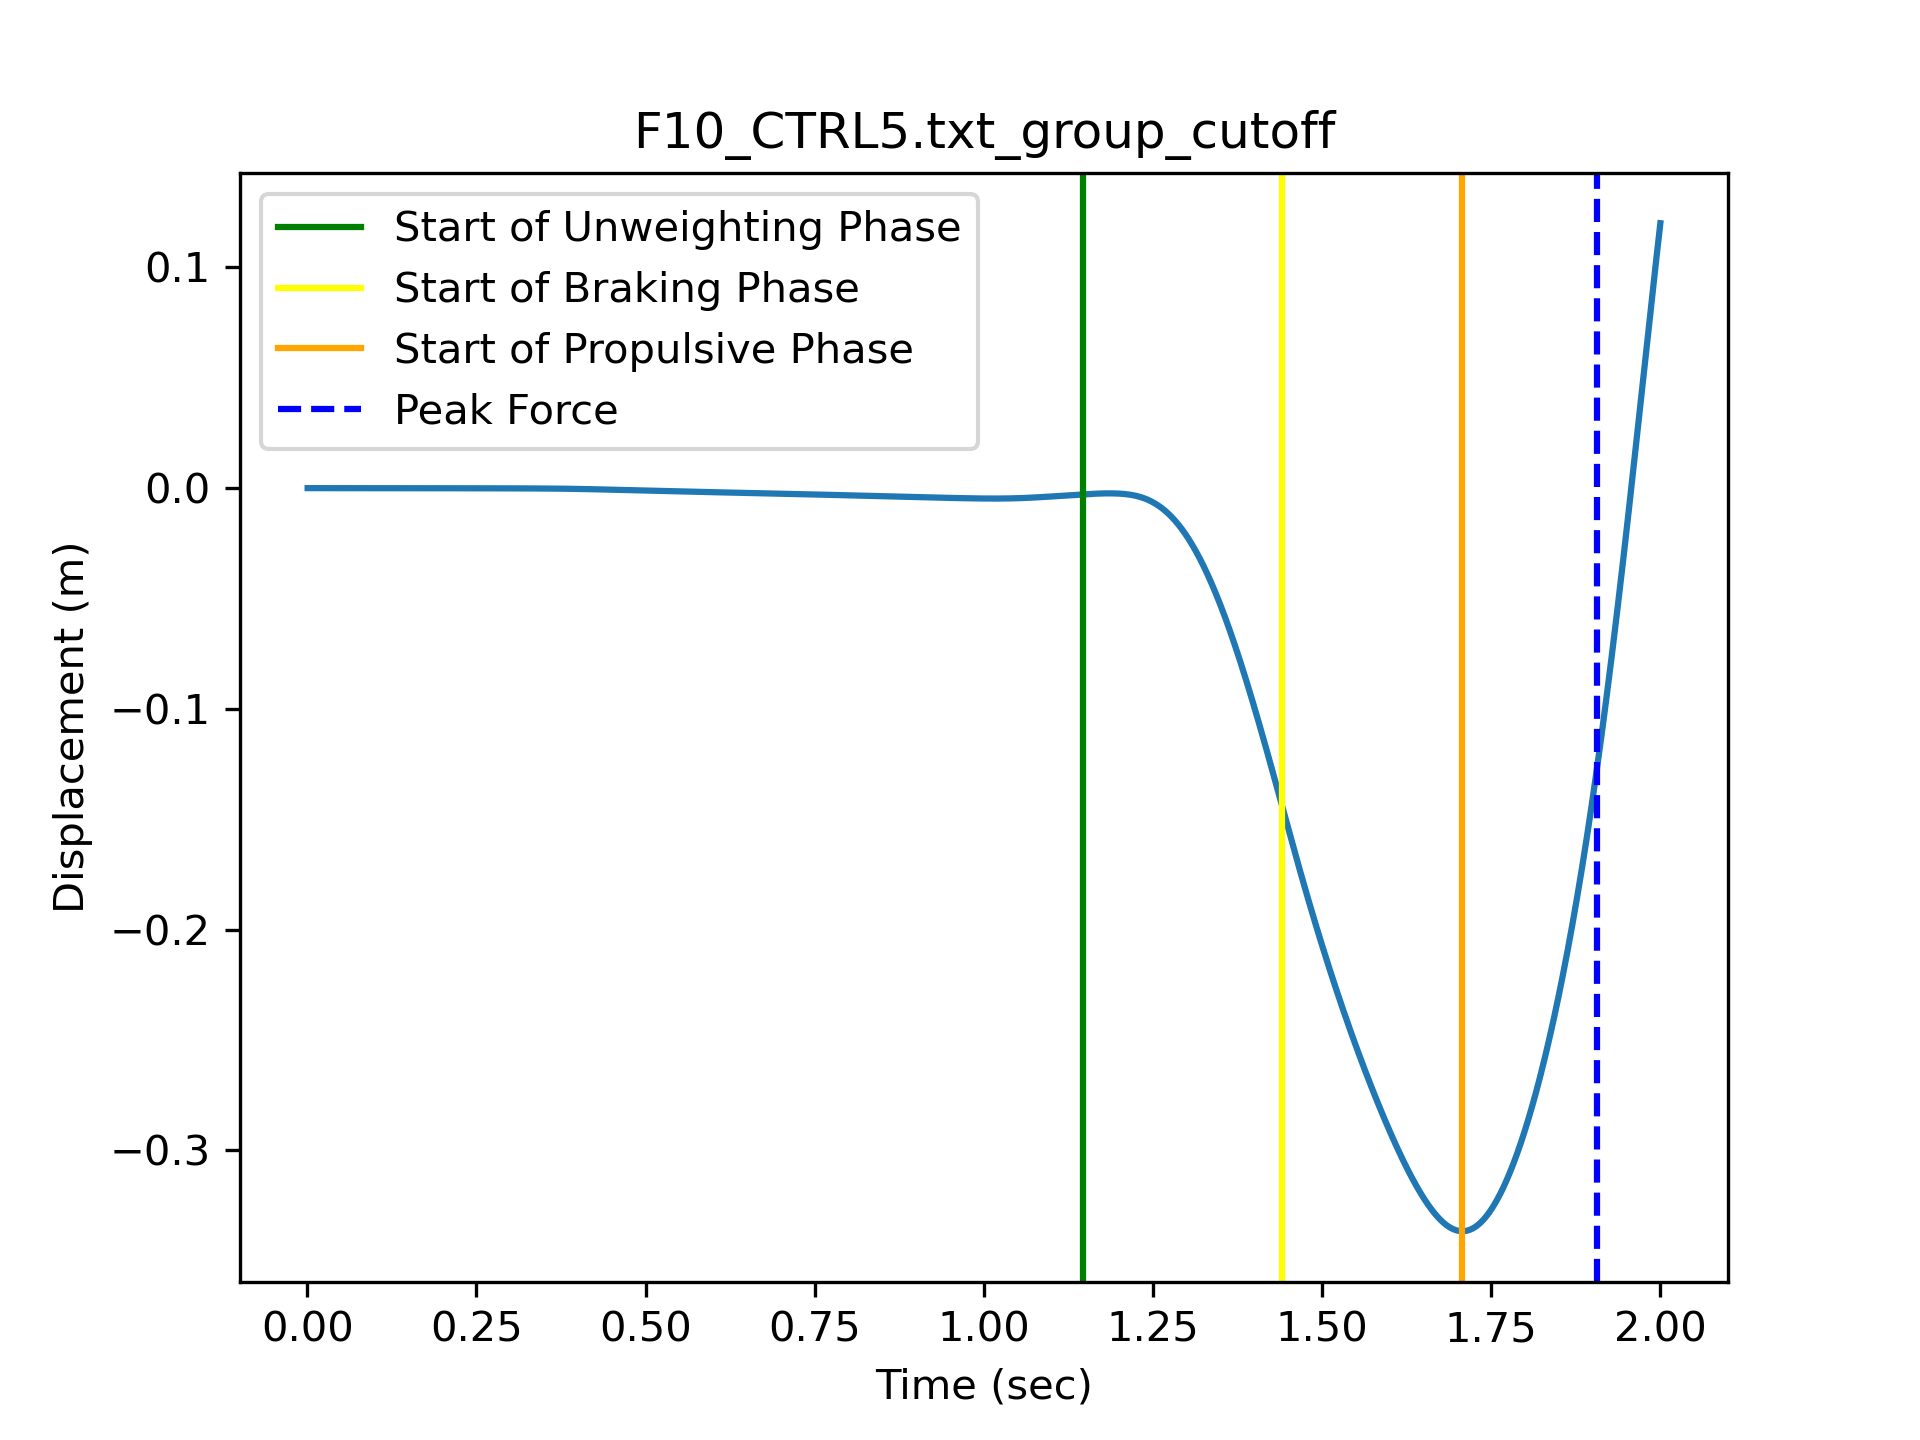 F10_CTRL5.txt_group_cutoff
Start of Unweighting Phase
Start of Braking Phase
Start of Propulsive Phase
Peak Force
0.1
0.0
−0.1
−0.2
−0.3
Displacement (m)
0.00 0.25 0.50 0.75 1.00 1.25 1.50 1.75 2.00
Time (sec)